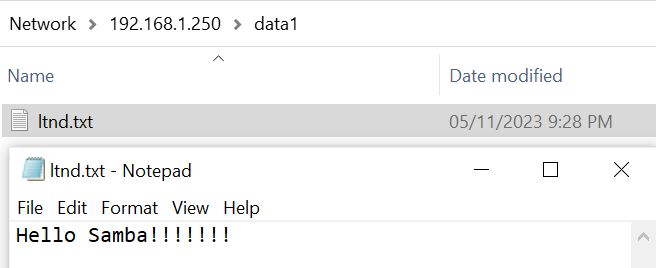 Network > 192.168.1.250 > data1
Name Date modified
ltnd.txt 05/11/2023 9:28 PM
ltnd.txt - Notepad
File Edit Format View Help
Hello Samba!!!!!!!